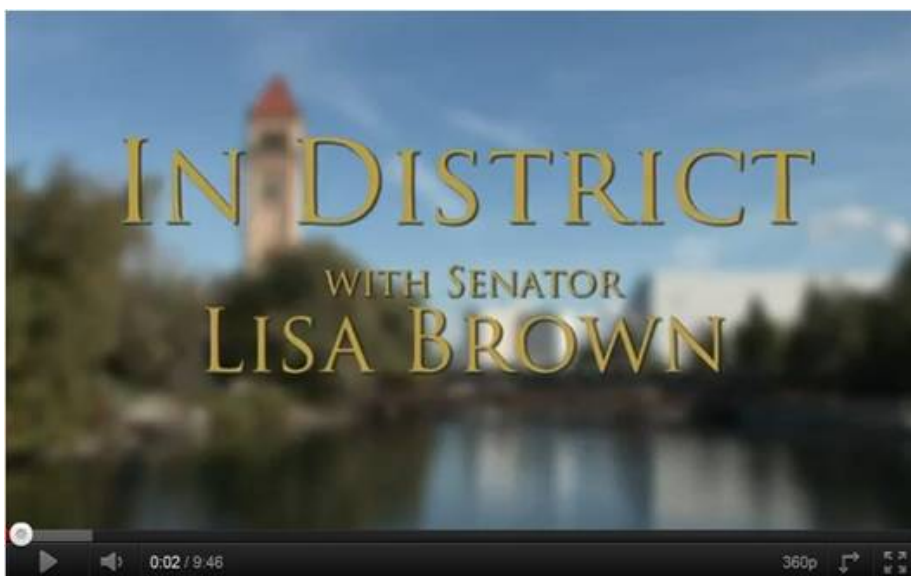 IN DISTRICT
WITH SENATOR
LISA BROWN
0:02 / 9:46
360p